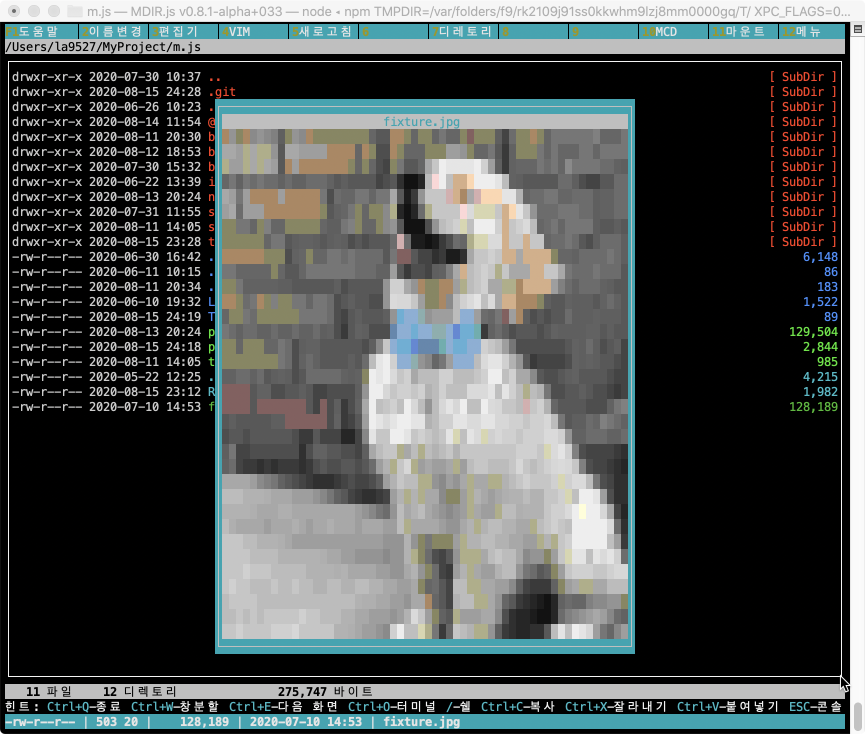 m.js — MDIR.js v0.8.1-alpha+033 — node ◂ npm TMPDIR=/var/folders/f9/rk2109j91ss0kkwhm9lzj8mm0000gq/T/ XPC_FLAGS=0...
도움말 이름변경 편집기 VIM 새로고침 디렉토리 10MCD 마운트 메뉴
/Users/la9527/MyProject/m.js
drwxr-xr-x 2020-07-30 10:37 .. [ SubDir ]
drwxr-xr-x 2020-08-15 24:28 .git [ SubDir ]
drwxr-xr-x 2020-06-26 10:23 . [ SubDir ]
drwxr-xr-x 2020-08-14 11:54 @ [ SubDir ]
drwxr-xr-x 2020-08-11 20:30 b [ SubDir ]
drwxr-xr-x 2020-08-12 18:53 b [ SubDir ]
drwxr-xr-x 2020-07-30 15:32 b [ SubDir ]
drwxr-xr-x 2020-06-22 13:39 i [ SubDir ]
drwxr-xr-x 2020-08-13 20:24 n [ SubDir ]
drwxr-xr-x 2020-07-31 11:55 s [ SubDir ]
drwxr-xr-x 2020-08-11 14:05 s [ SubDir ]
drwxr-xr-x 2020-08-15 23:28 t [ SubDir ]
-rw-r--r-- 2020-06-30 16:42 . 6,148
-rw-r--r-- 2020-06-11 10:15 . 86
-rw-r--r-- 2020-08-11 20:34 . 183
-rw-r--r-- 2020-06-10 19:32 L 1,522
-rw-r--r-- 2020-08-15 24:19 T 89
-rw-r--r-- 2020-08-13 20:24 p 129,504
-rw-r--r-- 2020-08-15 24:18 p 2,844
-rw-r--r-- 2020-08-11 14:05 t 985
-rw-r--r-- 2020-05-22 12:25 . 4,215
-rw-r--r-- 2020-08-15 23:12 R 1,982
-rw-r--r-- 2020-07-10 14:53 f 128,189
fixture.jpg
11 파일 12 디렉토리 275,747 바이트
힌트: Ctrl+Q-종료 Ctrl+W-창분할 Ctrl+E-다음 화면 Ctrl+O-터미널 /-쉘 Ctrl+C-복사 Ctrl+X-잘라내기 Ctrl+V-붙여넣기 ESC-콘솔
-rw-r--r-- | 503 20 | 128,189 | 2020-07-10 14:53 | fixture.jpg